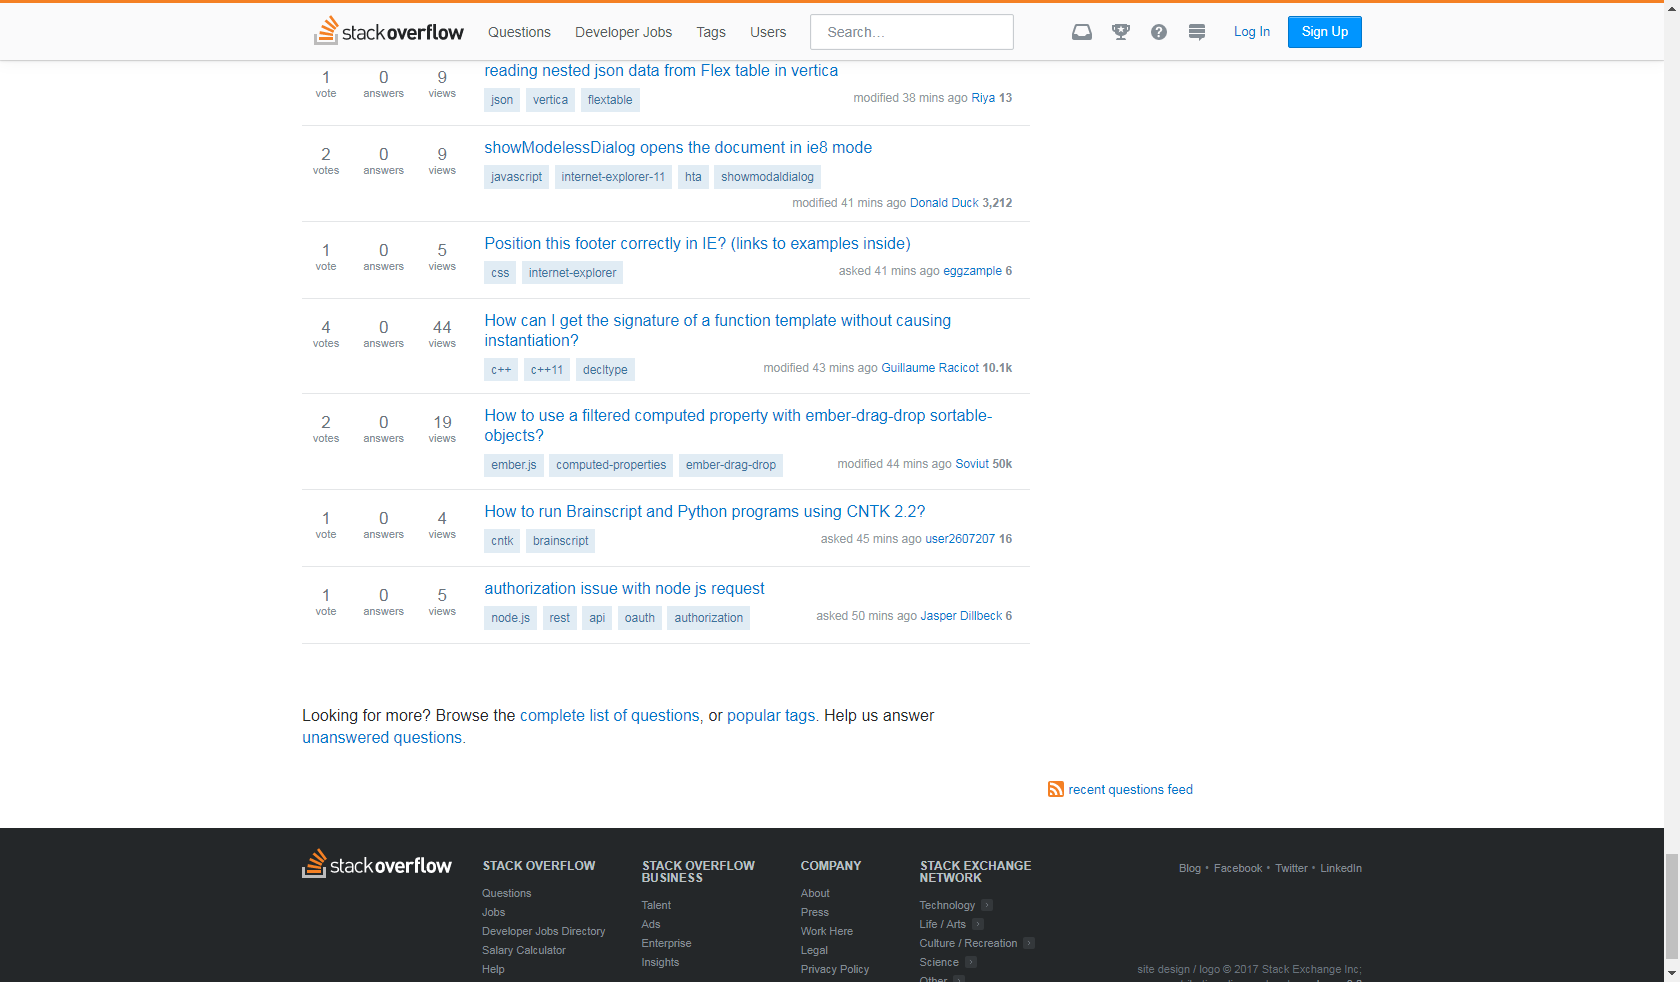 stackoverflow Questions Developer Jobs Tags Users Search... Log In Sign Up
1 0 9 reading nested json data from Flex table in vertica
vote answers views
json vertica flextable modified 38 mins ago Riya 13
2 0 9 showModelessDialog opens the document in ie8 mode
votes answers views
javascript internet-explorer-11 hta showmodaldialog
modified 41 mins ago Donald Duck 3,212
1 0 5 Position this footer correctly in IE? (links to examples inside)
vote answers views
css internet-explorer asked 41 mins ago eggzample 6
4 0 44 How can I get the signature of a function template without causing
votes answers views instantiation?
c++ c++11 decltype modified 43 mins ago Guillaume Racicot 10.1k
2 0 19 How to use a filtered computed property with ember-drag-drop sortable-
votes answers views objects?
ember.js computed-properties ember-drag-drop modified 44 mins ago Soviut 50k
1 0 4 How to run Brainscript and Python programs using CNTK 2.2?
vote answers views
cntk brainscript asked 45 mins ago user2607207 16
1 0 5 authorization issue with node js request
vote answers views
node.js rest api oauth authorization asked 50 mins ago Jasper Dillbeck 6
Looking for more? Browse the complete list of questions, or popular tags. Help us answer
unanswered questions.
recent questions feed
stackoverflow
STACK OVERFLOW
Questions
Jobs
Developer Jobs Directory
Salary Calculator
Help
STACK OVERFLOW
BUSINESS
Talent
Ads
Enterprise
Insights
COMPANY
About
Press
Work Here
Legal
Privacy Policy
STACK EXCHANGE
NETWORK
Technology
Life / Arts
Culture / Recreation
Science
Other
Blog • Facebook • Twitter • LinkedIn
site design / logo © 2017 Stack Exchange Inc;